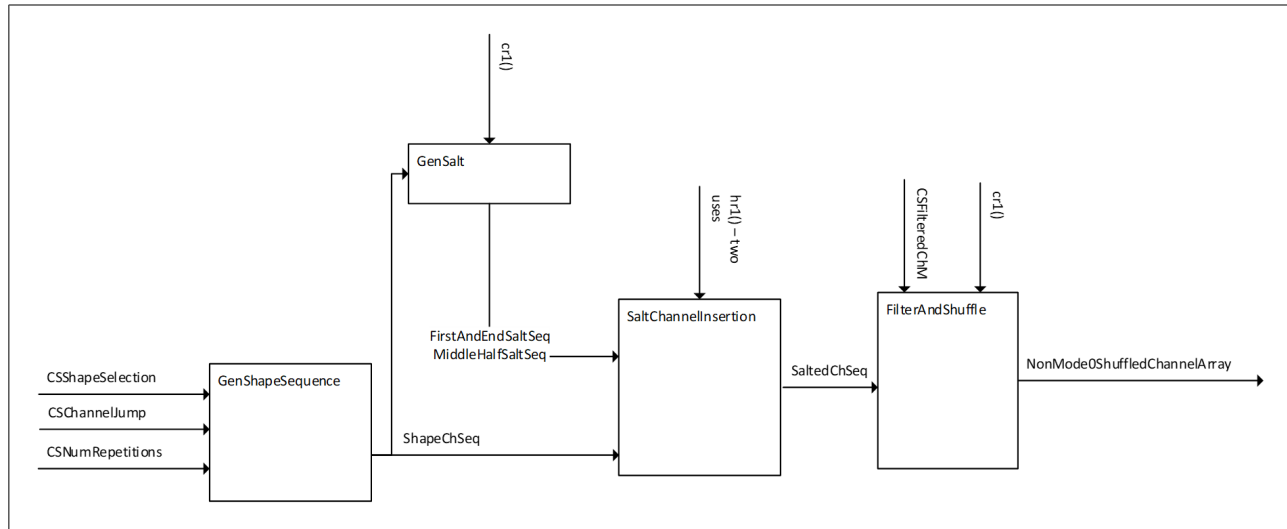 cr1()
GenSalt
hr1() – two
uses
CSFilteredChM
cr1()
SaltChannelInsertion
FilterAndShuffle
FirstAndEndSaltSeq
MiddleHalfSaltSeq
CSShapeSelection
GenShapeSequence
SaltedChSeq
NonMode0ShuffledChannelArray
CSChannelJump
CSNumRepetitions
ShapeChSeq